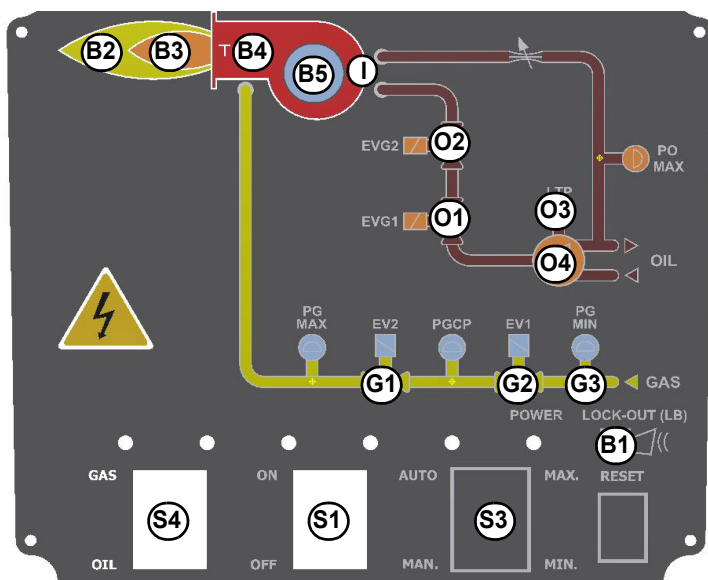 B2 B3 T B4 B5 I
EVG2 O2 PO
MAX
LTP
O3
EVG1 O1
O4 OIL
PG
MAX EV2 PGCP EV1 PG
MIN
G1 G2 G3 GAS
POWER LOCK-OUT (LB)
B1
GAS ON AUTO MAX. RESET
S4 S1 S3
OIL OFF MAN. MIN.